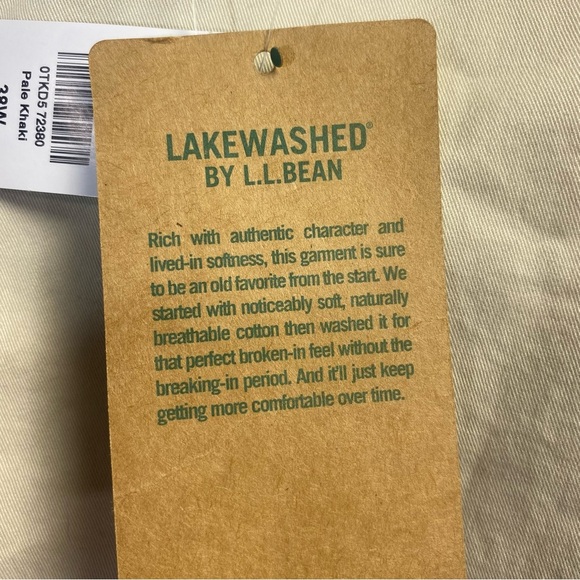 0TKD5 72380
Pale Khaki
38W
LAKEWASHED®
BY L.L.BEAN
Rich with authentic character and
lived-in softness, this garment is sure
to be an old favorite from the start. We
started with noticeably soft, naturally
breathable cotton then washed it for
that perfect broken-in feel without the
breaking-in period. And it'll just keep
getting more comfortable over time.